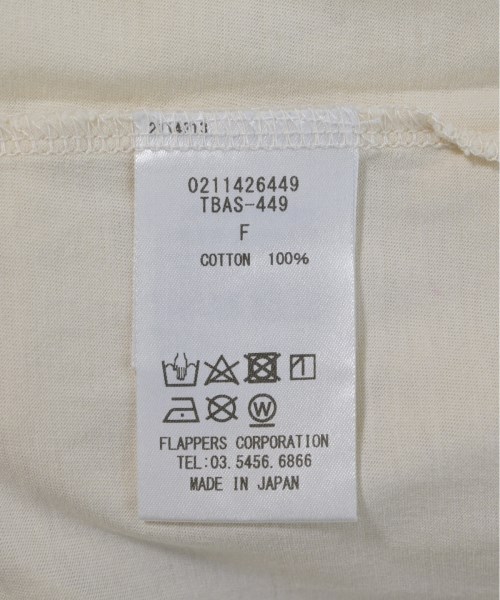 0211426449
TBAS-449
F
COTTON 100%
W
FLAPPERS CORPORATION
TEL:03.5456.6866
MADE IN JAPAN